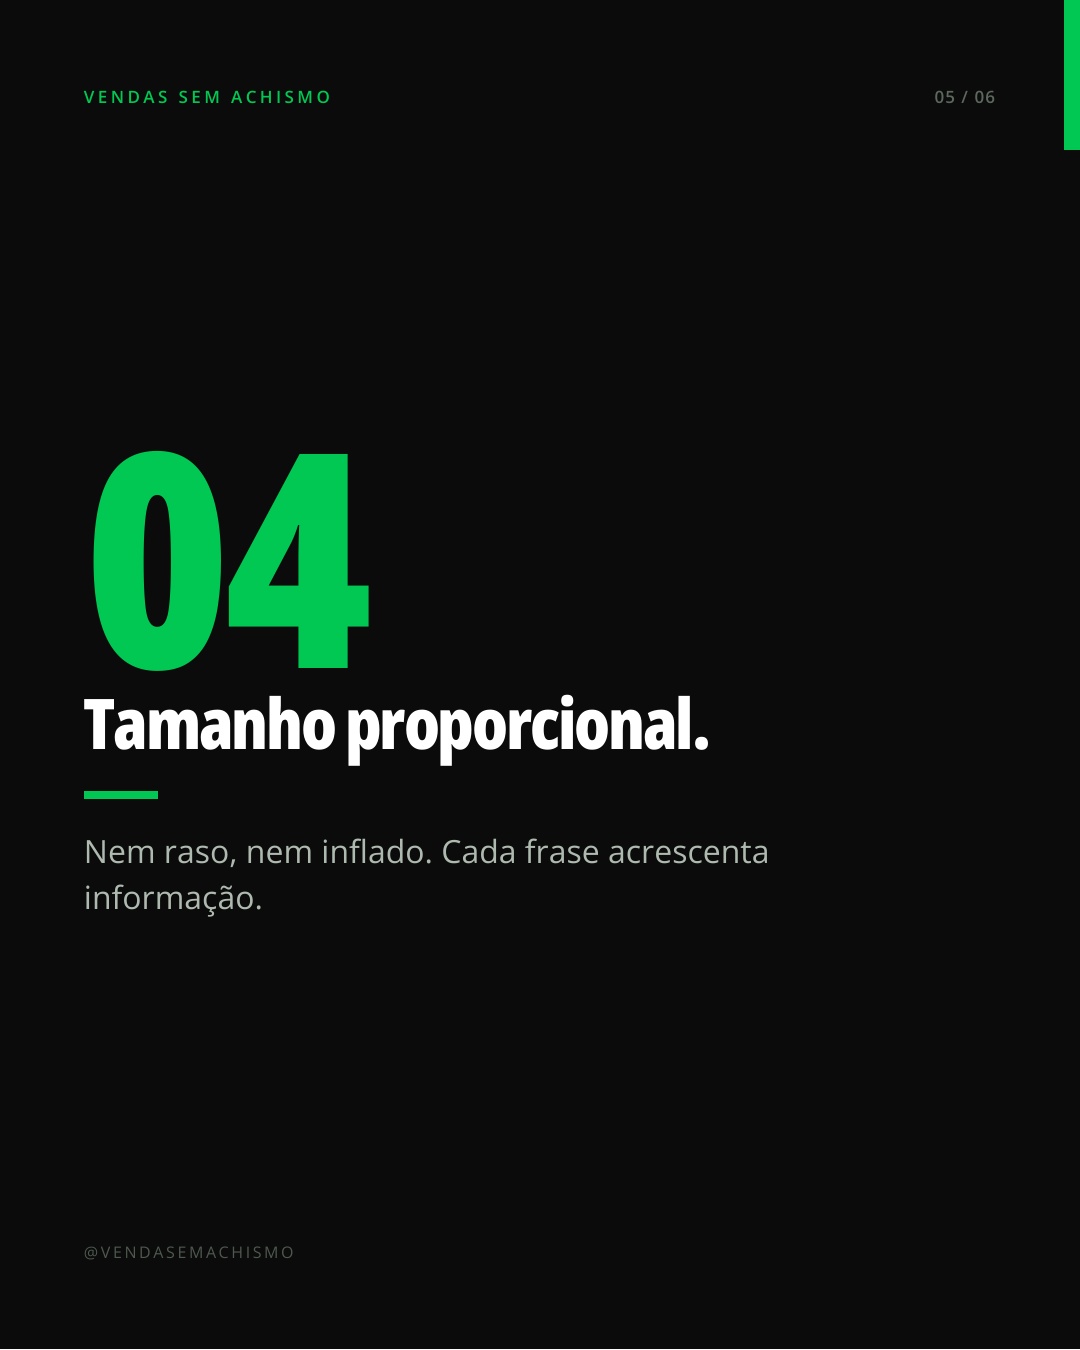 VENDAS SEM ACHISMO
05 / 06
04
Tamanho proporcional.
Nem raso, nem inflado. Cada frase acrescenta
informação.
@VENDASEMACHISMO